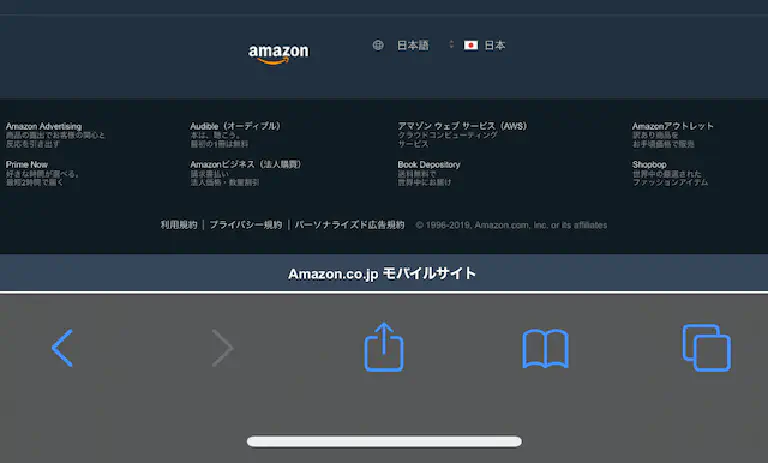 amazon
日本語
日本
Amazon Advertising
商品の露出でお客様の関心と
反応を引き出す
Audible（オーディブル）
本は、聴こう。
最初の1冊は無料
アマゾン ウェブ サービス（AWS）
クラウドコンピューティング
サービス
Amazonアウトレット
訳あり商品を
お手頃価格で販売
Prime Now
好きな時間が選べる。
最短2時間で届く
Amazonビジネス（法人購買）
請求書払い
法人価格・数量割引
Book Depository
送料無料で
世界中にお届け
Shopbop
世界中の厳選された
ファッションアイテム
利用規約 | プライバシー規約 | パーソナライズド広告規約 © 1996-2019, Amazon.com, Inc. or its affiliates
Amazon.co.jp モバイルサイト